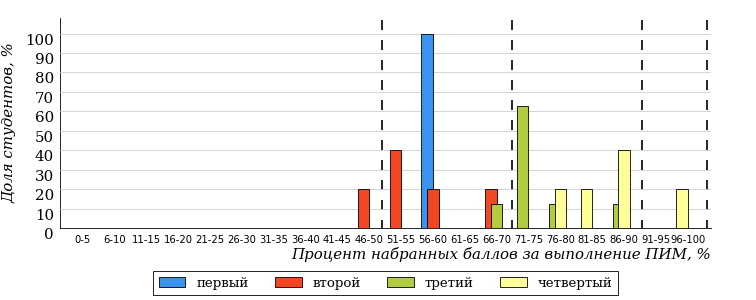 Доля студентов, %
100
90
80
70
60
50
40
30
20
10
0
0-5 6-10 11-15 16-20 21-25 26-30 31-35 36-40 41-45 46-50 51-55 56-60 61-65 66-70 71-75 76-80 81-85 86-90 91-95 96-100
Процент набранных баллов за выполнение ПИМ, %
первый второй третий четвертый